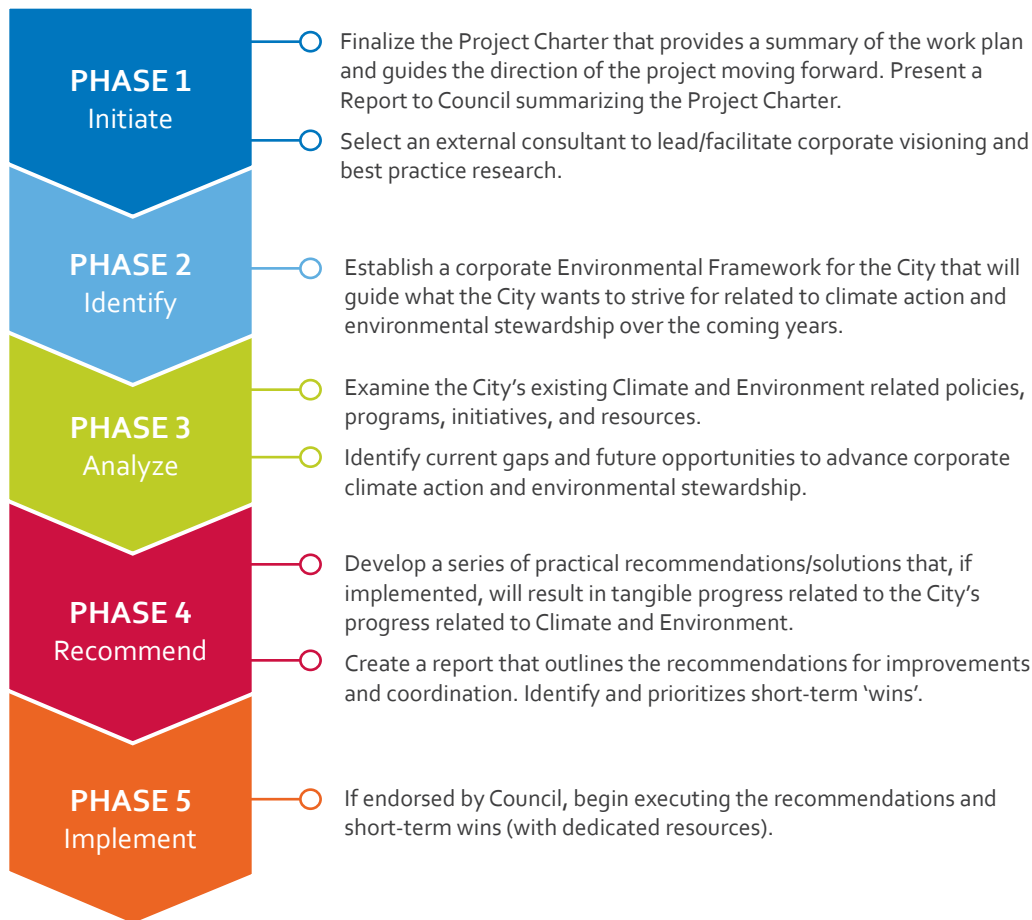 PHASE 1
Initiate
Finalize the Project Charter that provides a summary of the work plan
and guides the direction of the project moving forward. Present a
Report to Council summarizing the Project Charter.
Select an external consultant to lead/facilitate corporate visioning and
best practice research.
PHASE 2
Identify
Establish a corporate Environmental Framework for the City that will
guide what the City wants to strive for related to climate action and
environmental stewardship over the coming years.
PHASE 3
Analyze
Examine the City’s existing Climate and Environment related policies,
programs, initiatives, and resources.
Identify current gaps and future opportunities to advance corporate
climate action and environmental stewardship.
PHASE 4
Recommend
Develop a series of practical recommendations/solutions that, if
implemented, will result in tangible progress related to the City’s
progress related to Climate and Environment.
Create a report that outlines the recommendations for improvements
and coordination. Identify and prioritizes short-term ‘wins’.
PHASE 5
Implement
If endorsed by Council, begin executing the recommendations and
short-term wins (with dedicated resources).